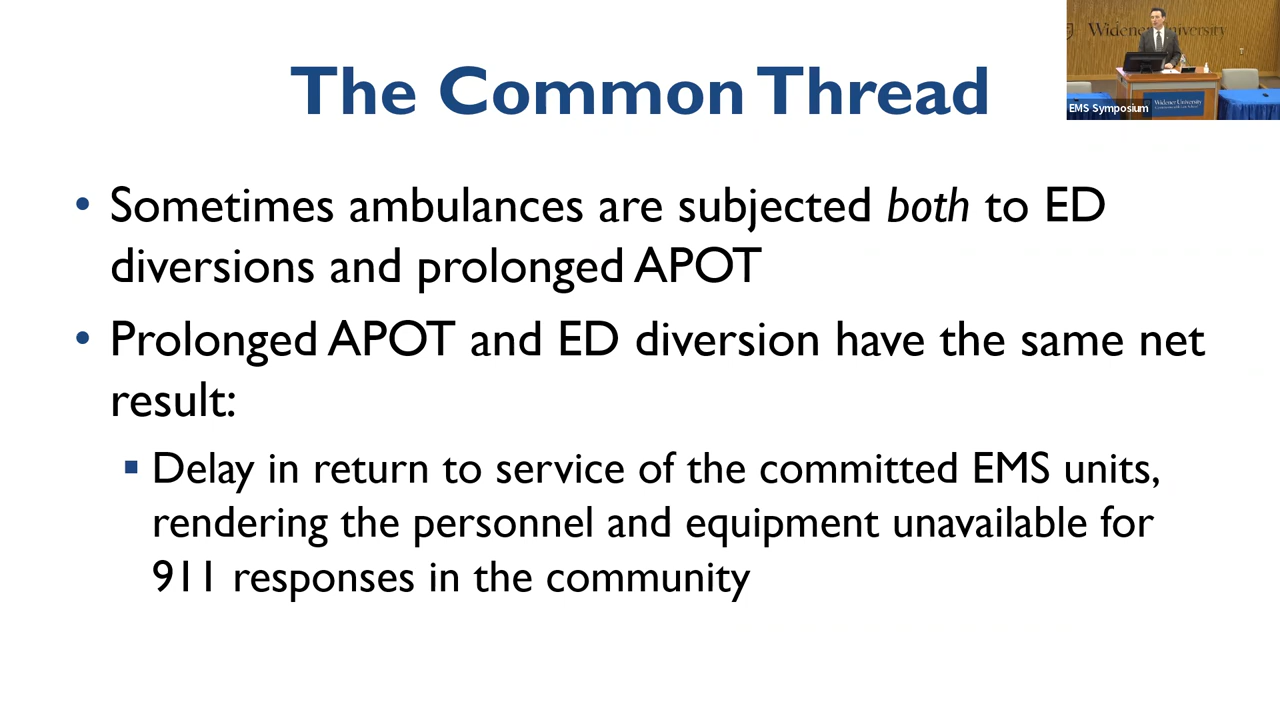 The Common Thread
Widener University
Widener University
EMS Symposium
• Sometimes ambulances are subjected both to ED
diversions and prolonged APOT
• Prolonged APOT and ED diversion have the same net
result:
▪ Delay in return to service of the committed EMS units,
rendering the personnel and equipment unavailable for
911 responses in the community